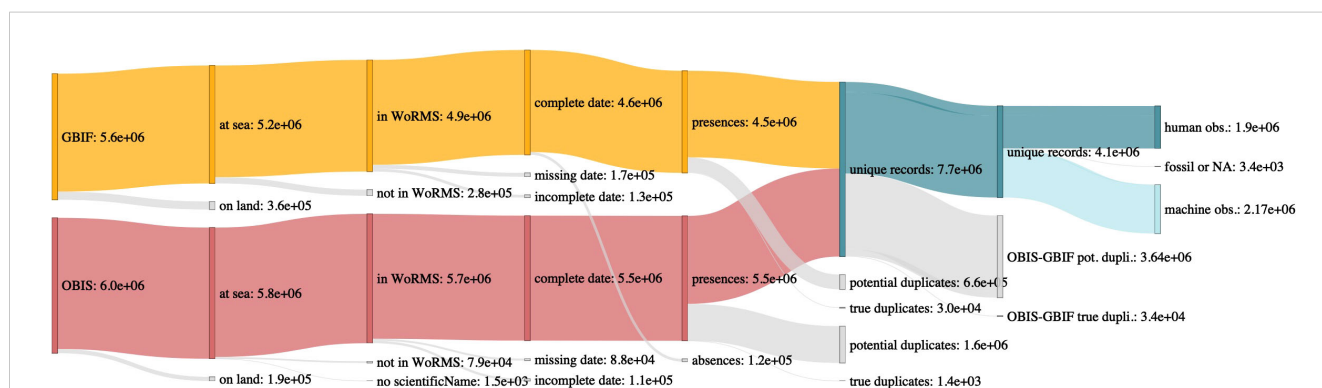 GBIF: 5.6e+06
at sea: 5.2e+06
on land: 3.6e+05
in WoRMS: 4.9e+06
not in WoRMS: 2.8e+05
complete date: 4.6e+06
missing date: 1.7e+05
incomplete date: 1.3e+05
presences: 4.5e+06
OBIS: 6.0e+06
at sea: 5.8e+06
on land: 1.9e+05
in WoRMS: 5.7e+06
not in WoRMS: 7.9e+04
no scientificName: 1.5e+03
complete date: 5.5e+06
missing date: 8.8e+04
incomplete date: 1.1e+05
presences: 5.5e+06
absences: 1.2e+05
unique records: 7.7e+06
potential duplicates: 6.6e+05
true duplicates: 3.0e+04
potential duplicates: 1.6e+06
true duplicates: 1.4e+03
unique records: 4.1e+06
OBIS-GBIF pot. dupli.: 3.64e+06
OBIS-GBIF true dupli.: 3.4e+04
human obs.: 1.9e+06
fossil or NA: 3.4e+03
machine obs.: 2.17e+06